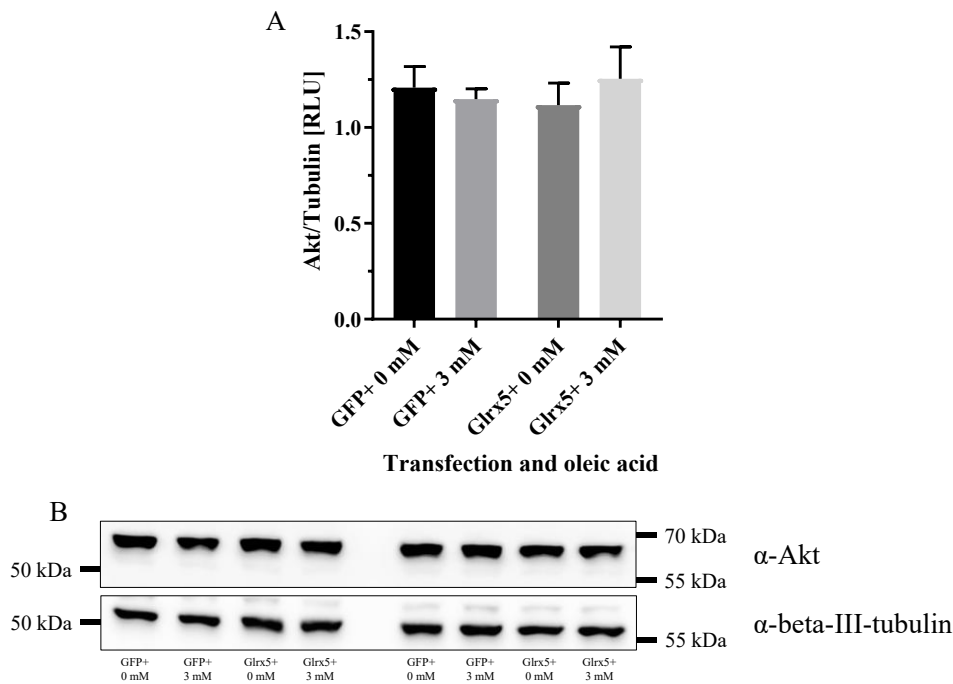 A
1.5
1.0
0.5
0.0
Akt/Tubulin [RLU]
GFP+ 0 mM
GFP+ 3 mM
Glrx5+ 0 mM
Glrx5+ 3 mM
Transfection and oleic acid
B
50 kDa
70 kDa
55 kDa
α-Akt
50 kDa
55 kDa
α-beta-III-tubulin
GFP+ GFP+ Glrx5+ Glrx5+ GFP+ GFP+ Glrx5+ Glrx5+
0 mM 3 mM 0 mM 3 mM 0 mM 3 mM 0 mM 3 mM